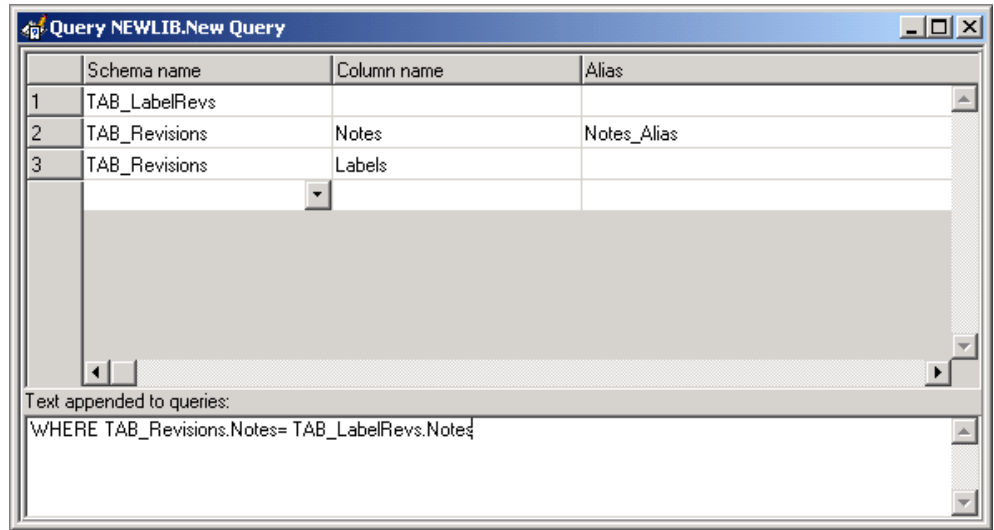 Query NEWLIB.New Query
Schema name Column name Alias
1 TAB_LabelRevs
2 TAB_Revisions Notes Notes_Alias
3 TAB_Revisions Labels
Text appended to queries:
WHERE TAB_Revisions.Notes= TAB_LabelRevs.Notes